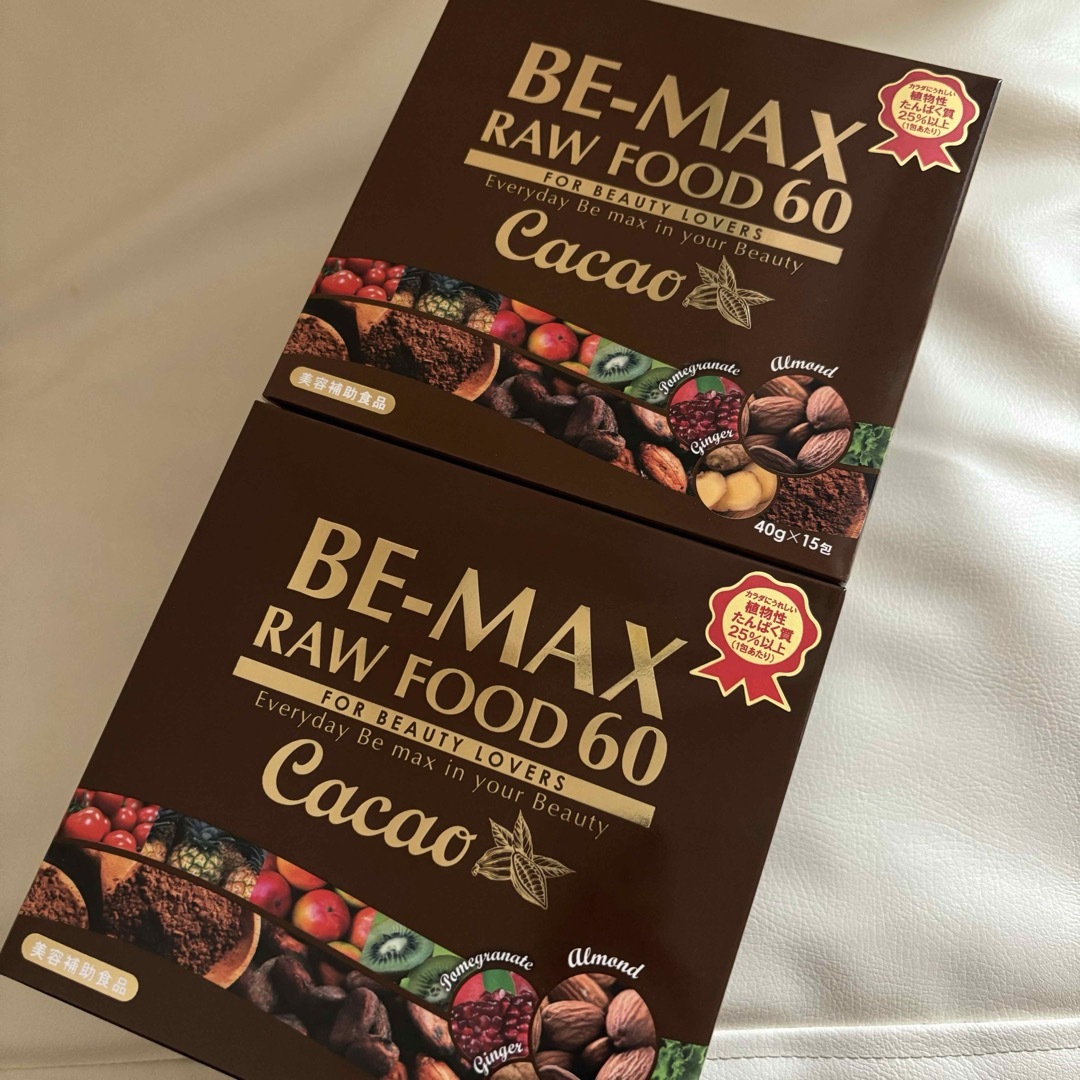 BE-MAX
RAW FOOD 60
FOR BEAUTY LOVERS
Everyday Be max in your Beauty
Cacao
カラダにうれしい
植物性
たんぱく質
25%以上
(1包あたり)
美容補助食品
Pomegranate
Almond
Ginger
40g×15包
BE-MAX
RAW FOOD 60
FOR BEAUTY LOVERS
Everyday Be max in your Beauty
Cacao
カラダにうれしい
植物性
たんぱく質
25%以上
(1包あたり)
美容補助食品
Pomegranate
Almond
Ginger